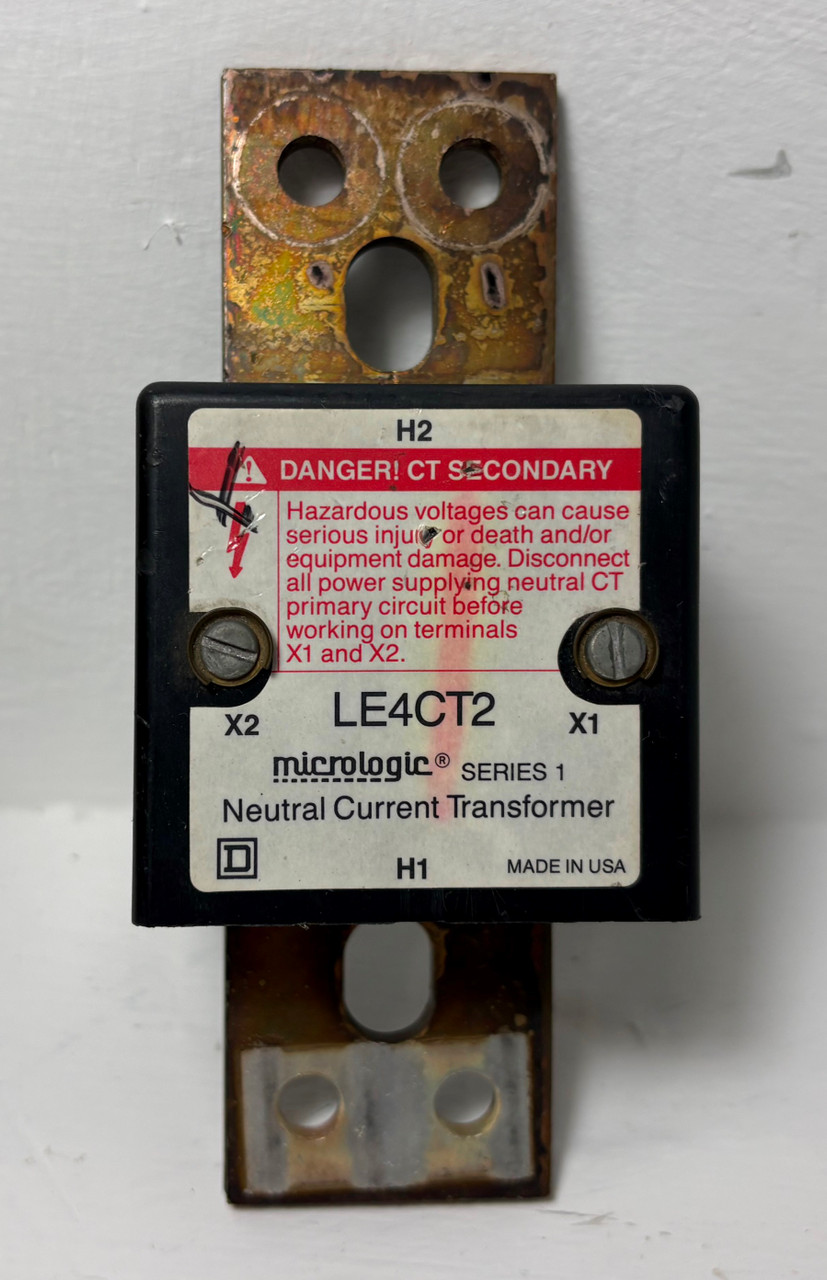 H2
DANGER! CT SECONDARY
Hazardous voltages can cause
serious injury or death and/or
equipment damage. Disconnect
all power supplying neutral CT
primary circuit before
working on terminals
X1 and X2.
X2
LE4CT2
X1
micrologic® SERIES 1
Neutral Current Transformer
D
H1
MADE IN USA